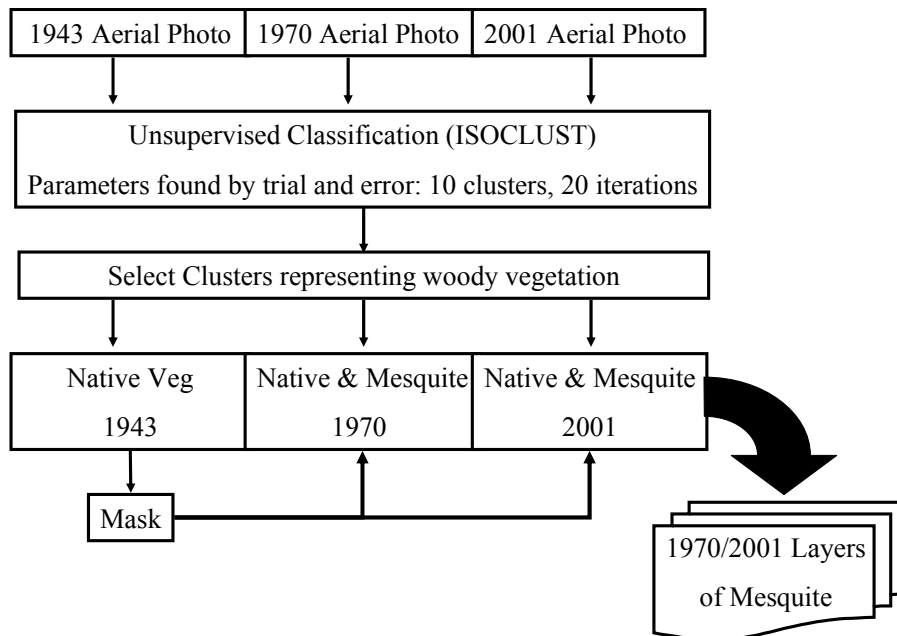 1943 Aerial Photo
1970 Aerial Photo
2001 Aerial Photo
Unsupervised Classification (ISOCLUST)
Parameters found by trial and error: 10 clusters, 20 iterations
Select Clusters representing woody vegetation
Native Veg
1943
Native & Mesquite
1970
Native & Mesquite
2001
Mask
1970/2001 Layers
of Mesquite